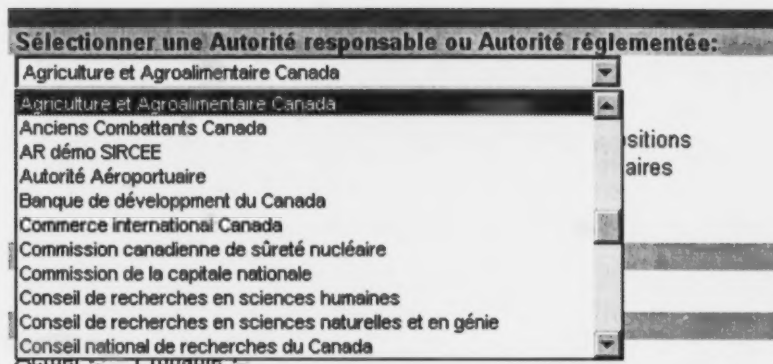 Sélectionner une Autorité responsable ou Autorité réglementée:
Agriculture et Agroalimentaire Canada
Agriculture et Agroalimentaire Canada
Anciens Combattants Canada
AR démo SIRCEE
Autorité Aéroportuaire
Banque de développment du Canada
Commerce international Canada
Commission canadienne de sûreté nucléaire
Commission de la capitale nationale
Conseil de recherches en sciences humaines
Conseil de recherches en sciences naturelles et en génie
Conseil national de recherches du Canada
sitions
aires